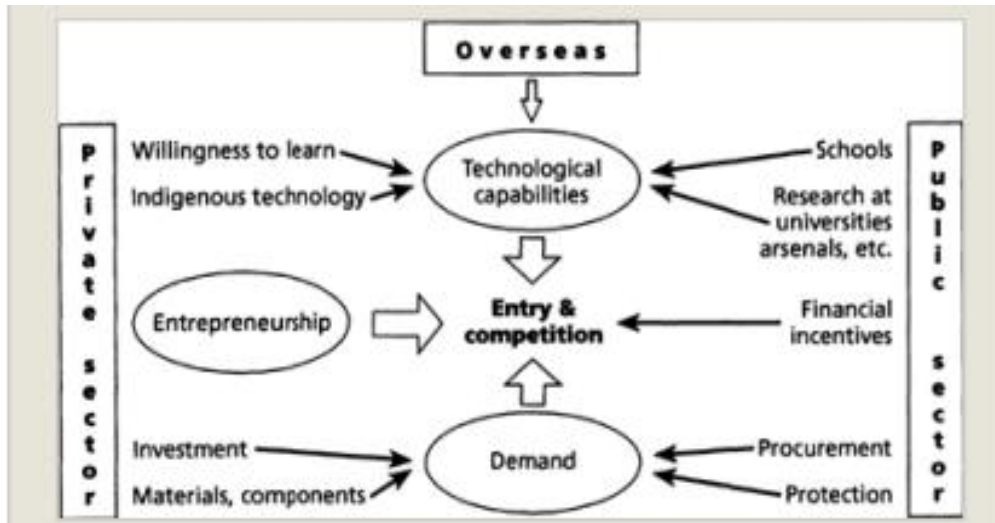 Overseas
Private sector
Willingness to learn
Indigenous technology
Technological
capabilities
Schools
Research at
universities
arsenals, etc.
Public sector
Entrepreneurship
Entry &
competition
Financial
incentives
Investment
Materials, components
Demand
Procurement
Protection